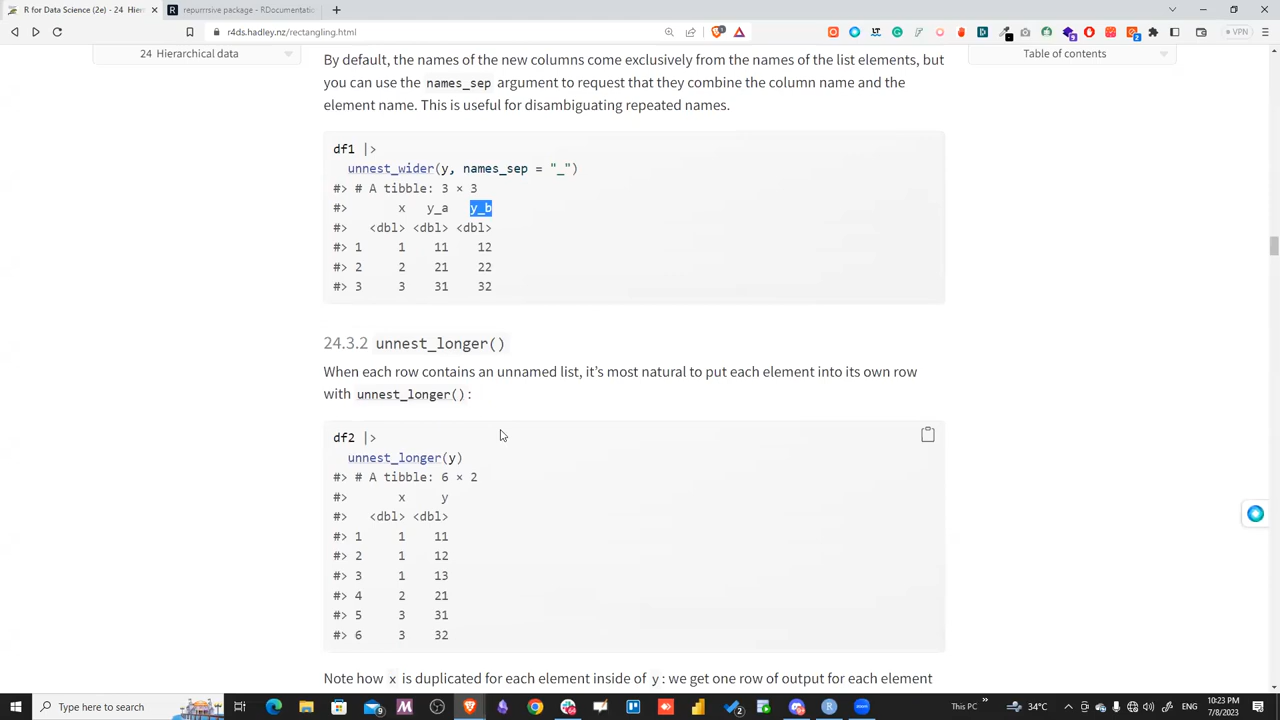 R for Data Science (2e) - 24 Hier
repurrrsive package - RDocumentatio
r4ds.hadley.nz/rectangling.html
VPN
24 Hierarchical data
Table of contents
By default, the names of the new columns come exclusively from the names of the list elements, but
you can use the names_sep argument to request that they combine the column name and the
element name. This is useful for disambiguating repeated names.
df1 |>
unnest_wider(y, names_sep = "_")
#> # A tibble: 3 × 3
#> x y_a y_b
#> <dbl> <dbl> <dbl>
#> 1 1 11 12
#> 2 2 21 22
#> 3 3 31 32
24.3.2 unnest_longer()
When each row contains an unnamed list, it's most natural to put each element into its own row
with unnest_longer():
df2 |>
unnest_longer(y)
#> # A tibble: 6 × 2
#> x y
#> <dbl> <dbl>
#> 1 1 11
#> 2 1 12
#> 3 1 13
#> 4 2 21
#> 5 3 31
#> 6 3 32
Note how x is duplicated for each element inside of y: we get one row of output for each element
Type here to search
This PC
34°C
10:23 PM
7/8/2023